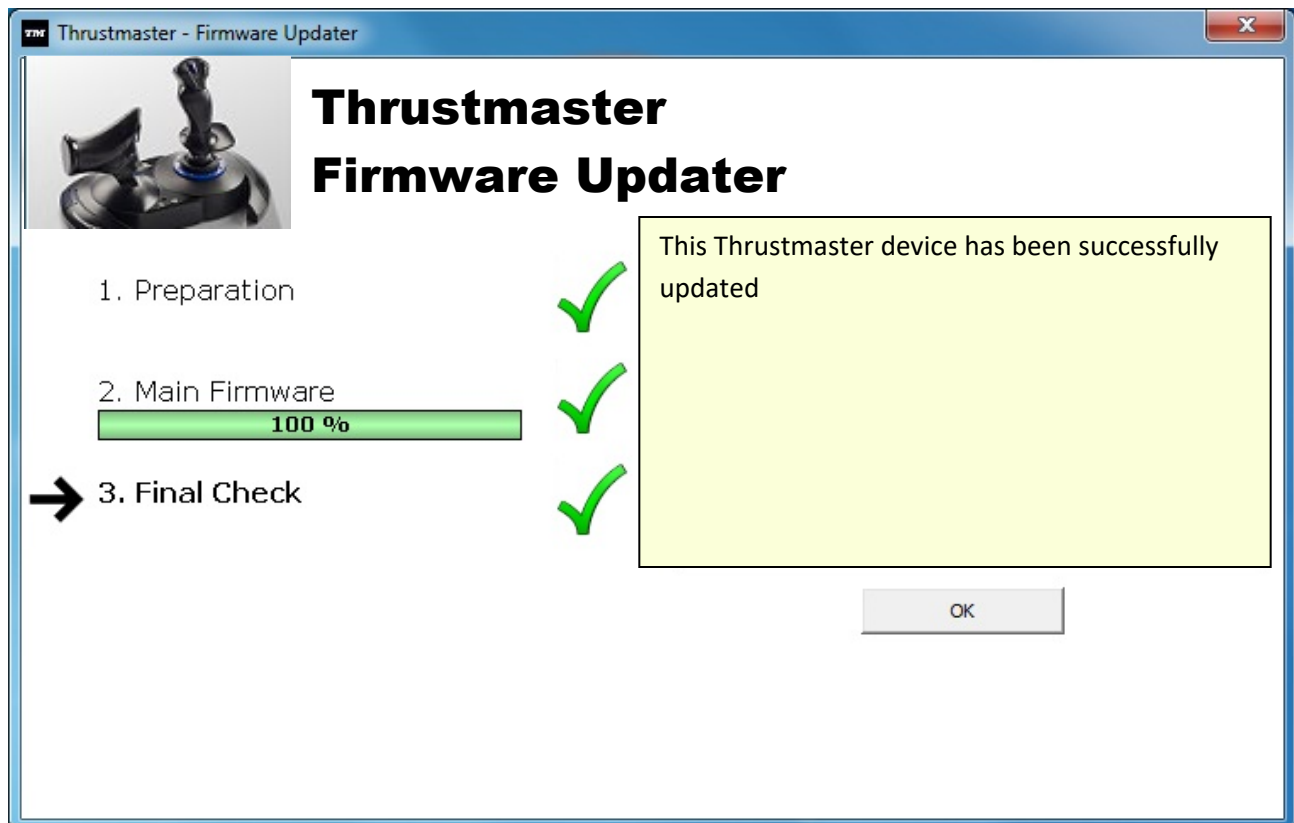 TM Thrustmaster - Firmware Updater
Thrustmaster
Firmware Updater
This Thrustmaster device has been successfully
updated
1. Preparation
2. Main Firmware
100 %
3. Final Check
OK